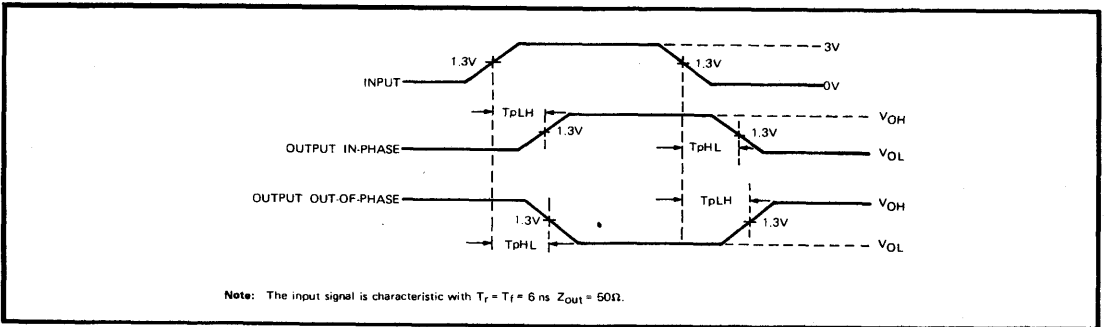 3V
1.3V
1.3V
INPUT
0V
TpLH
VOH
1.3V
1.3V
OUTPUT IN-PHASE
TpHL
VOL
OUTPUT OUT-OF-PHASE
TpLH
VOH
1.3V
1.3V
TpHL
VOL
Note: The input signal is characteristic with Tr = Tf = 6 ns Zout = 50Ω.